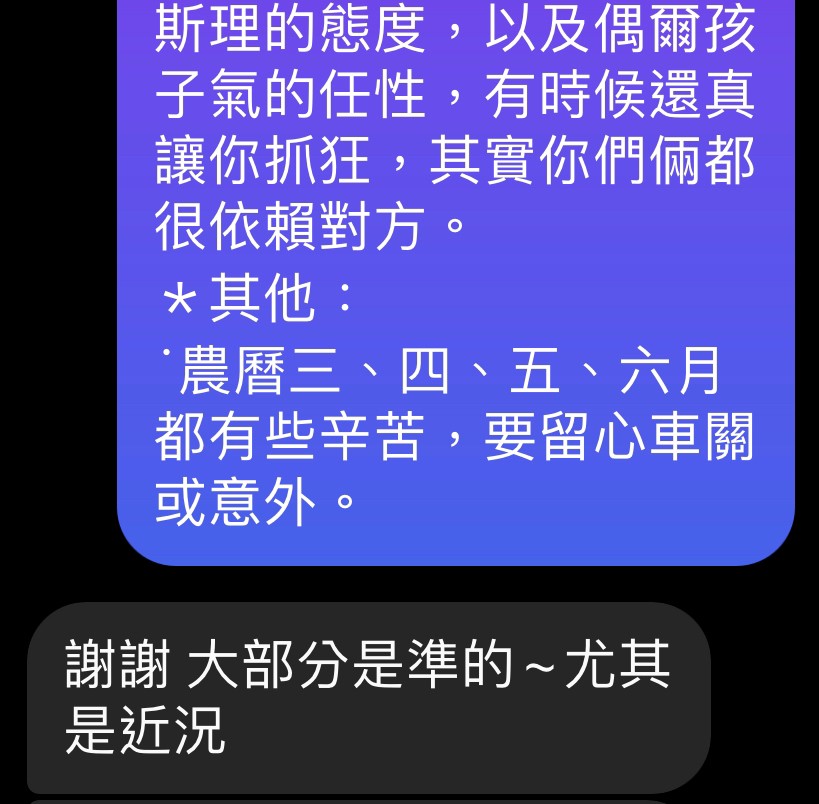 斯理的態度，以及偶爾孩
子氣的任性，有時候還真
讓你抓狂，其實你們倆都
很依賴對方。
＊其他：
˙農曆三、四、五、六月
都有些辛苦，要留心車關
或意外。
謝謝 大部分是準的~尤其
是近況